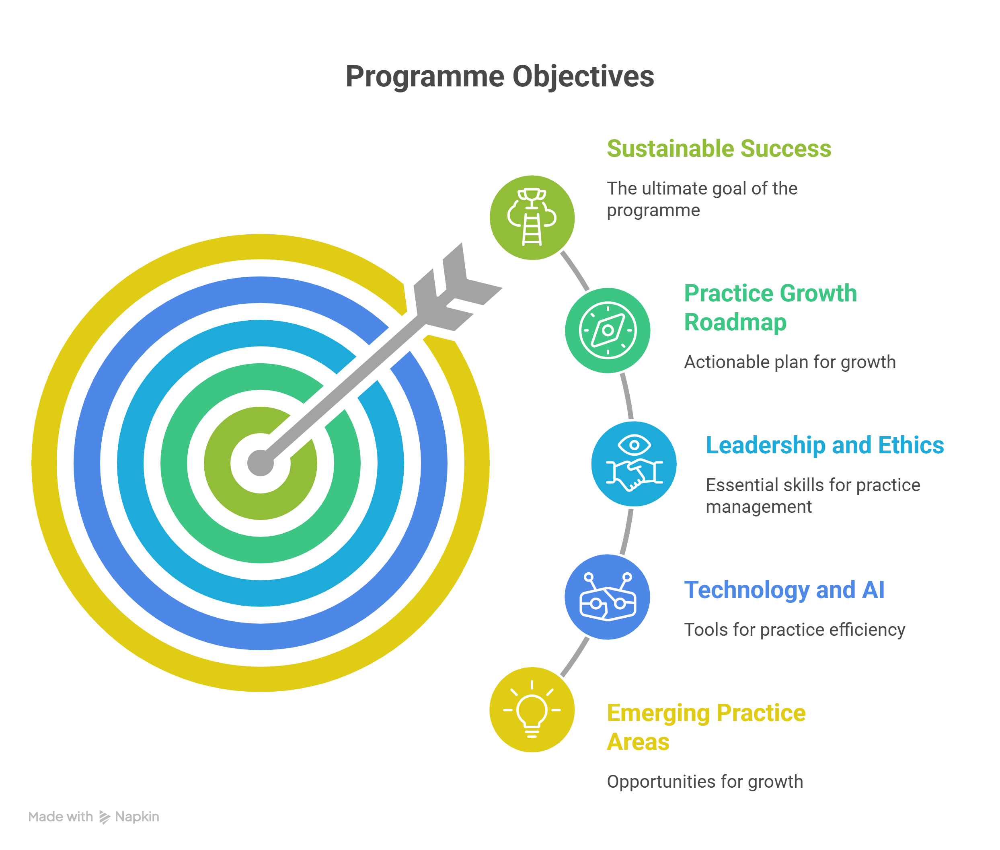 Programme Objectives
Sustainable Success
The ultimate goal of the
programme
Practice Growth
Roadmap
Actionable plan for growth
Leadership and Ethics
Essential skills for practice
management
Technology and AI
Tools for practice efficiency
Emerging Practice
Areas
Opportunities for growth
Made with Napkin